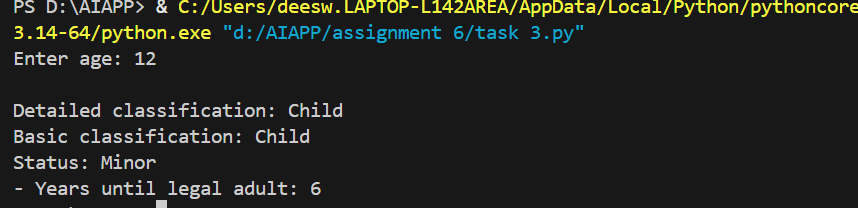 PS D:\AIAPP> & C:/Users/deesw.LAPTOP-L142AREA/AppData/Local/Python/pythoncore
3.14-64/python.exe "d:/AIAPP/assignment 6/task 3.py"
Enter age: 12
Detailed classification: Child
Basic classification: Child
Status: Minor
- Years until legal adult: 6